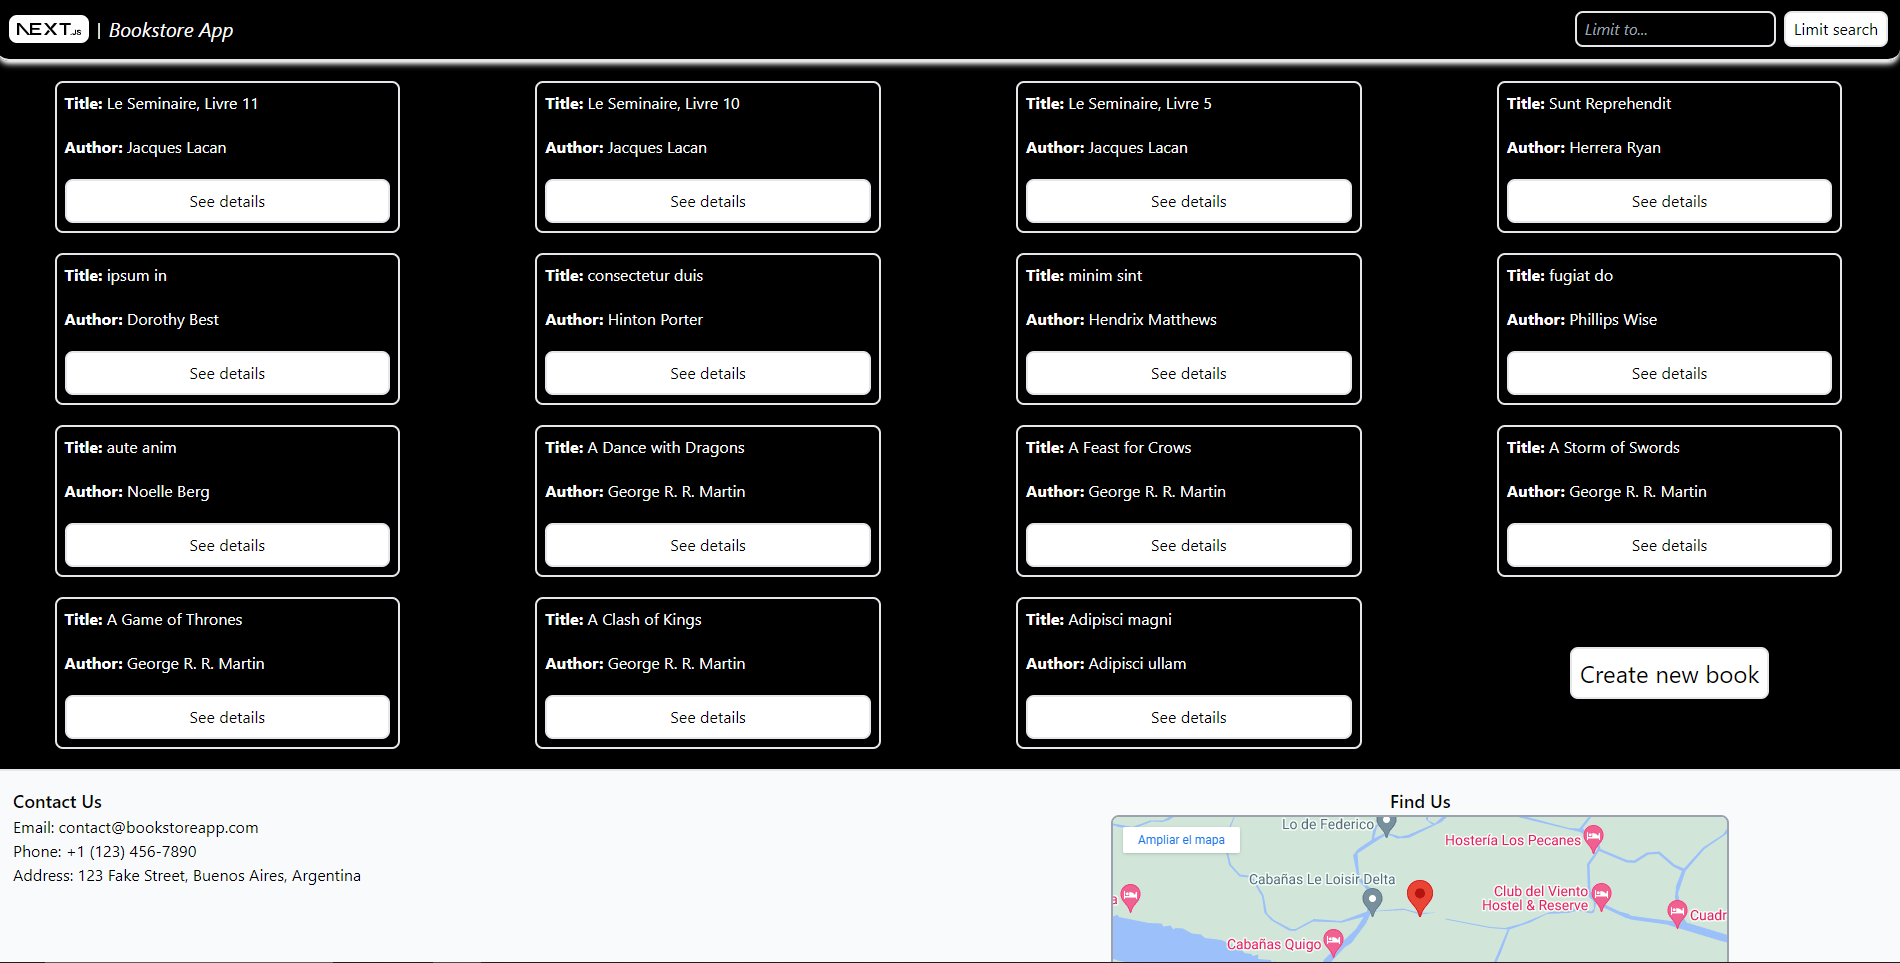 NEXT.JS | Bookstore App
Limit to...
Limit search
Title: Le Seminaire, Livre 11
Author: Jacques Lacan
See details
Title: Le Seminaire, Livre 10
Author: Jacques Lacan
See details
Title: Le Seminaire, Livre 5
Author: Jacques Lacan
See details
Title: Sunt Reprehendit
Author: Herrera Ryan
See details
Title: ipsum in
Author: Dorothy Best
See details
Title: consectetur duis
Author: Hinton Porter
See details
Title: minim sint
Author: Hendrix Matthews
See details
Title: fugiat do
Author: Phillips Wise
See details
Title: aute anim
Author: Noelle Berg
See details
Title: A Dance with Dragons
Author: George R. R. Martin
See details
Title: A Feast for Crows
Author: George R. R. Martin
See details
Title: A Storm of Swords
Author: George R. R. Martin
See details
Title: A Game of Thrones
Author: George R. R. Martin
See details
Title: A Clash of Kings
Author: George R. R. Martin
See details
Title: Adipisci magni
Author: Adipisci ullam
See details
Create new book
Contact Us
Email: contact@bookstoreapp.com
Phone: +1 (123) 456-7890
Address: 123 Fake Street, Buenos Aires, Argentina
Find Us
Ampliar el mapa
Lo de Federico
Hostería Los Pecanes
Cabañas Le Loisir Delta
Club del Viento
Hostel & Reserve
a
Cuadr
Cabañas Quigo